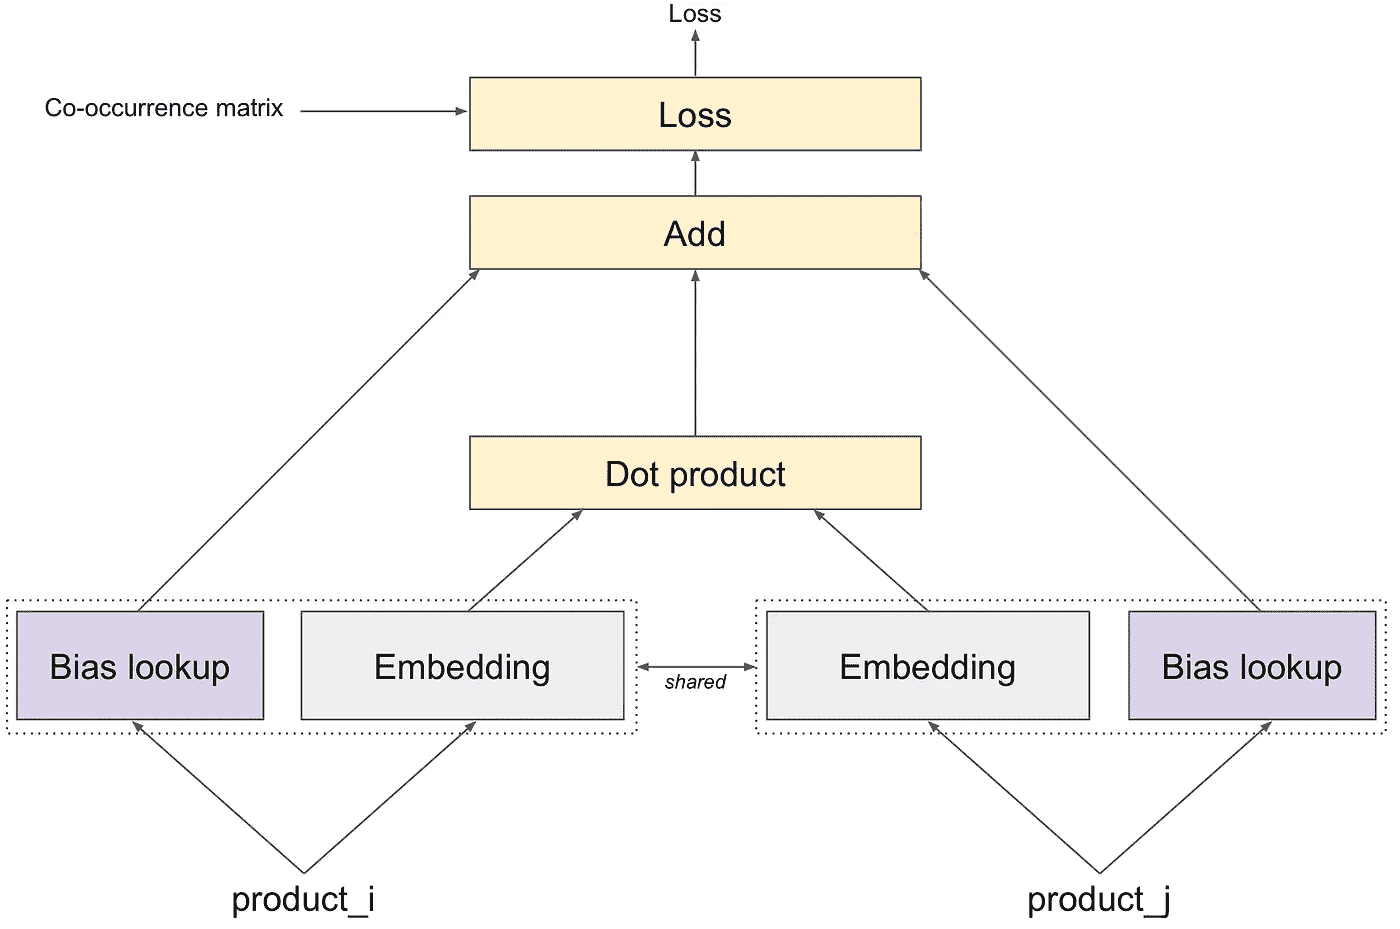 Loss
Co-occurrence matrix
Loss
Add
Dot product
Bias lookup
Embedding
shared
Embedding
Bias lookup
product_i
product_j